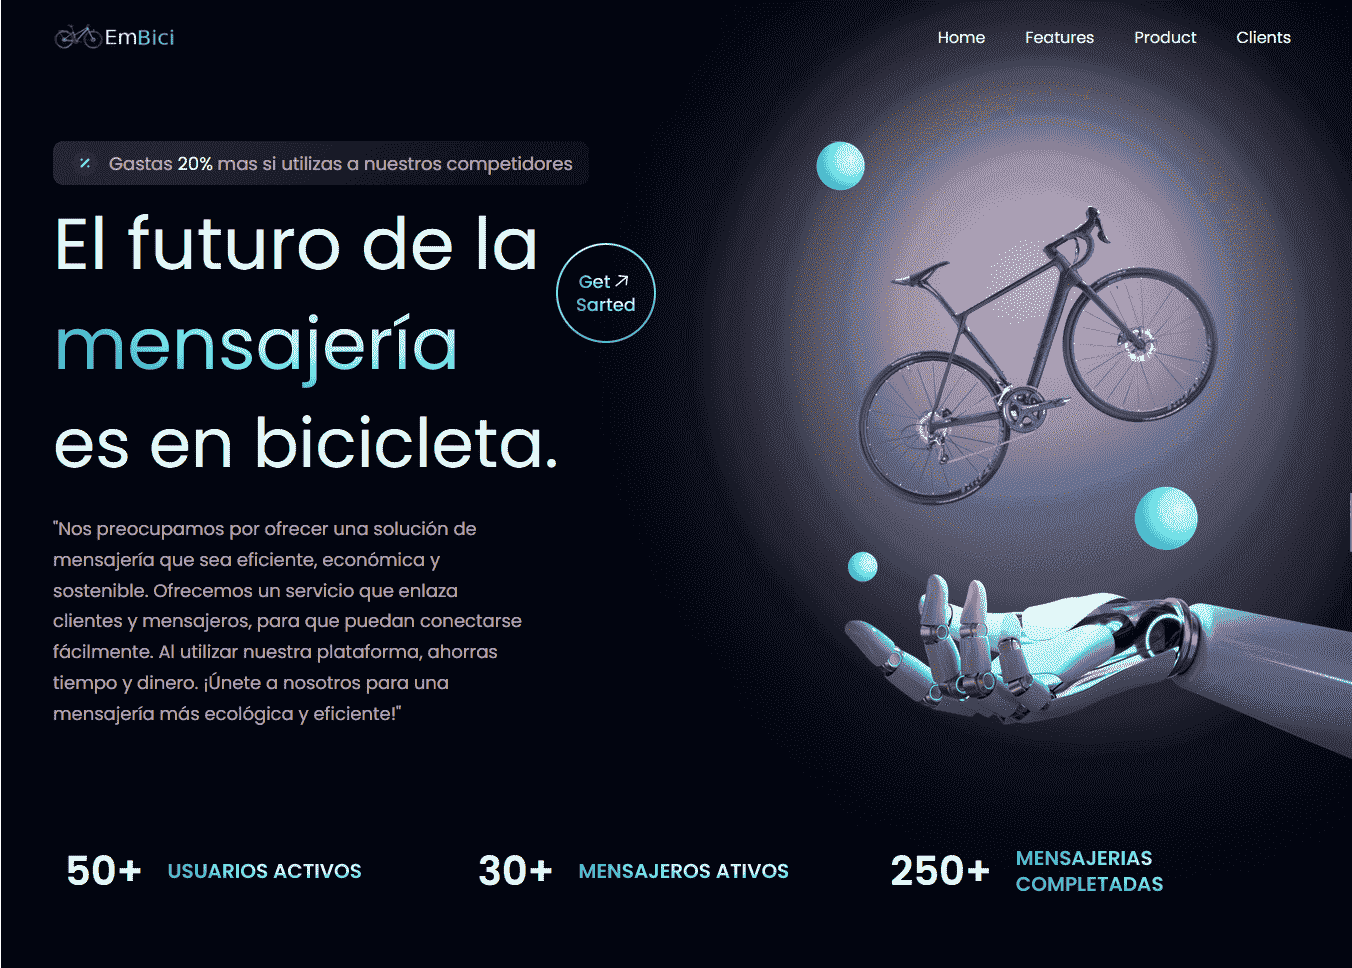 EmBici
Home Features Product Clients
Gastas 20% mas si utilizas a nuestros competidores
El futuro de la
mensajería
es en bicicleta.
Get
Sarted
"Nos preocupamos por ofrecer una solución de
mensajería que sea eficiente, económica y
sostenible. Ofrecemos un servicio que enlaza
clientes y mensajeros, para que puedan conectarse
fácilmente. Al utilizar nuestra plataforma, ahorras
tiempo y dinero. ¡Únete a nosotros para una
mensajería más ecológica y eficiente!"
50+ USUARIOS ACTIVOS
30+ MENSAJEROS ATIVOS
250+ MENSAJERIAS
COMPLETADAS